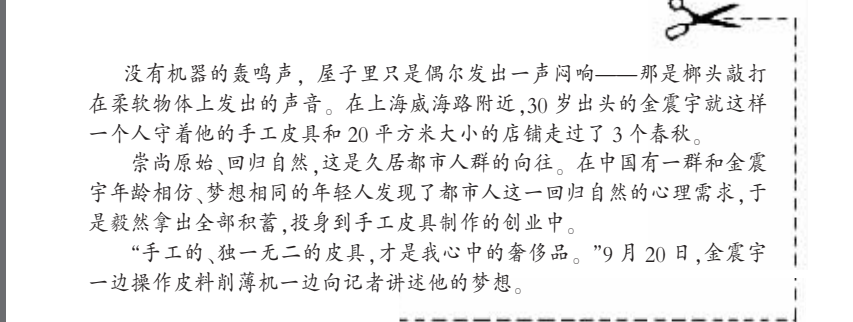 没有机器的轰鸣声，屋子里只是偶尔发出一声闷响——那是榔头敲打
在柔软物体上发出的声音。在上海威海路附近,30 岁出头的金震宇就这样
一个人守着他的手工皮具和 20 平方米大小的店铺走过了 3 个春秋。
崇尚原始、回归自然,这是久居都市人群的向往。在中国有一群和金震
宇年龄相仿、梦想相同的年轻人发现了都市人这一回归自然的心理需求,于
是毅然拿出全部积蓄,投身到手工皮具制作的创业中。
“手工的、独一无二的皮具,才是我心中的奢侈品。”9 月 20 日,金震宇
一边操作皮料削薄机一边向记者讲述他的梦想。